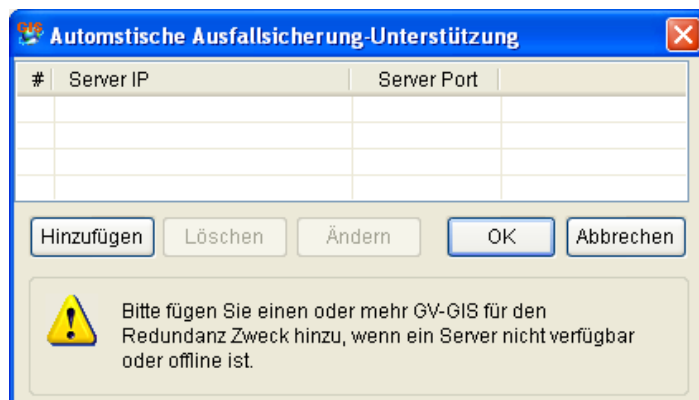 GIS Automstische Ausfallsicherung-Unterstützung
# Server IP Server Port
Hinzufügen Löschen Ändern OK Abbrechen
Bitte fügen Sie einen oder mehr GV-GIS für den
Redundanz Zweck hinzu, wenn ein Server nicht verfügbar
oder offline ist.